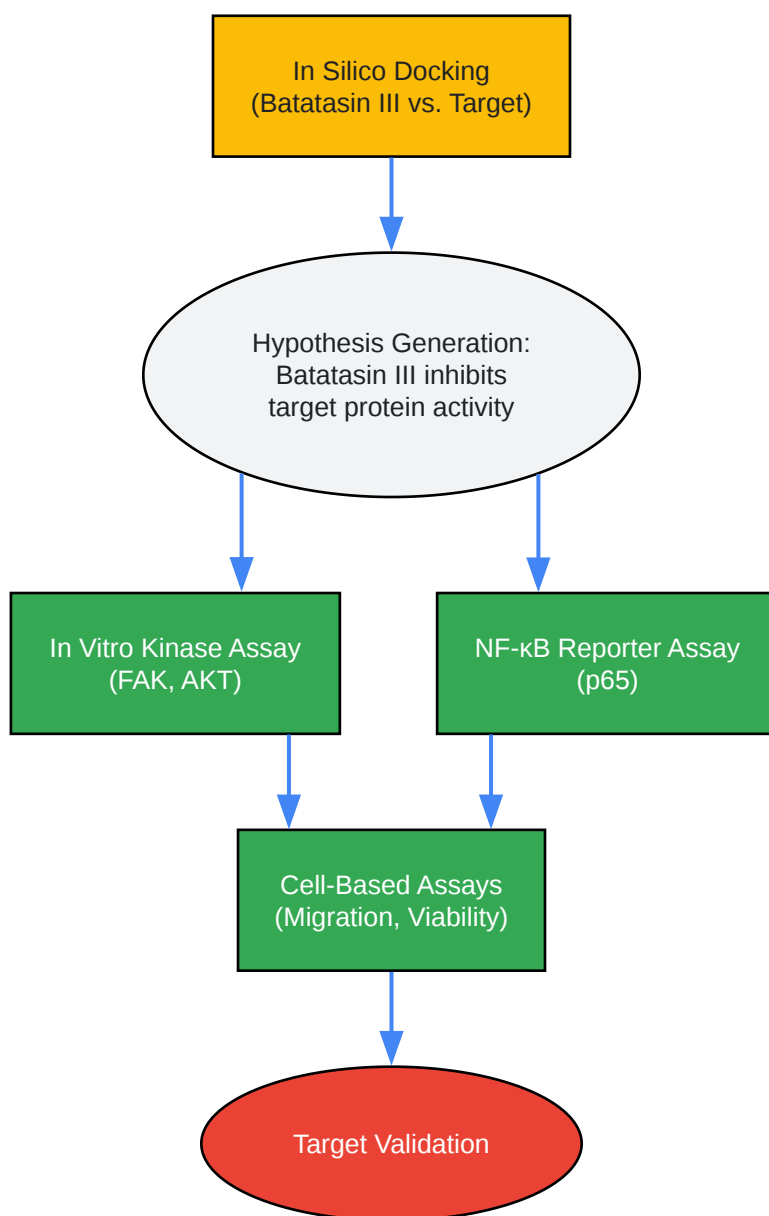 In Silico Docking
(Batatasin III vs. Target)
Hypothesis Generation:
Batatasin III inhibits
target protein activity
In Vitro Kinase Assay
(FAK, AKT)
NF-κB Reporter Assay
(p65)
Cell-Based Assays
(Migration, Viability)
Target Validation